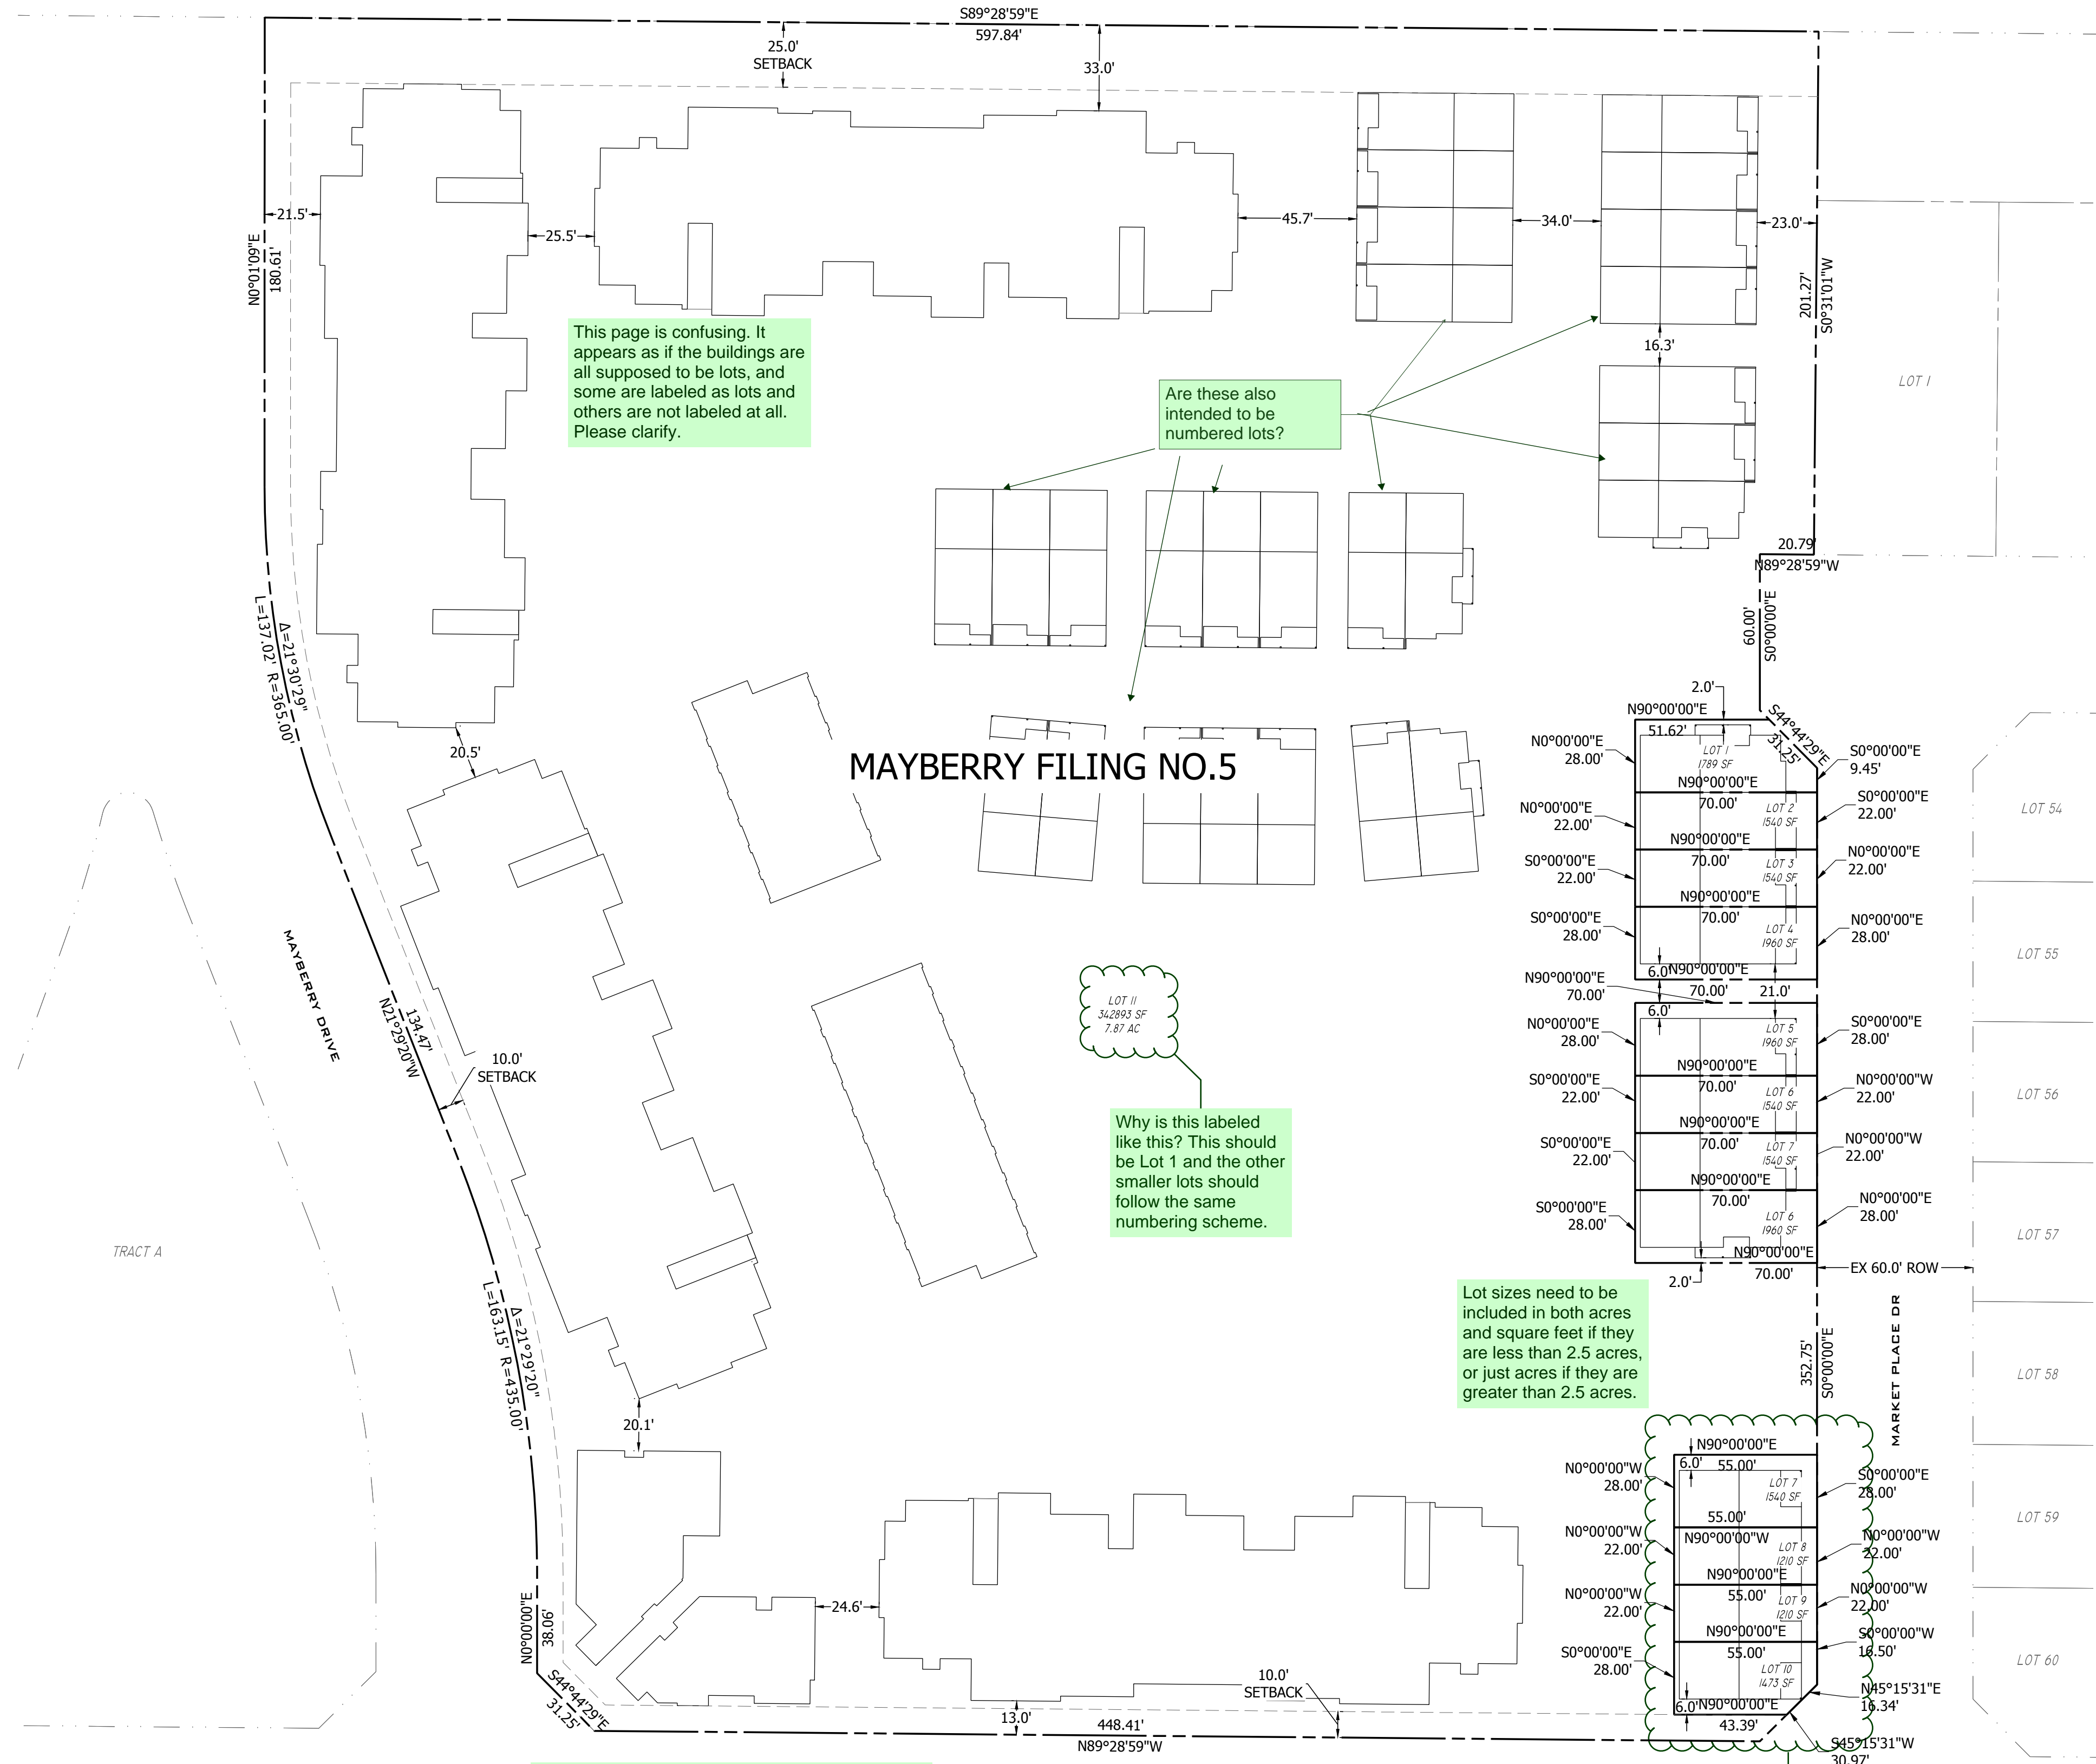 S89°28'59"E
597.84'
25.0'
SETBACK
33.0'
21.5'
25.5'
45.7'
34.0'
23.0'
N0°01'09"E
180.61'
201.27'
S0°31'01"W
This page is confusing. It
appears as if the buildings are
all supposed to be lots, and
some are labeled as lots and
others are not labeled at all.
Please clarify.
16.3'
LOT 1
Are these also
intended to be
numbered lots?
20.79'
N89°28'59"W
60.00'
S0°00'00"E
Δ=21°30'29"
L=137.02' R=365.00'
20.5'
MAYBERRY FILING NO.5
2.0'
N90°00'00"E
51.62'
S44°44'29"E
31.25'
N0°00'00"E
28.00'
LOT 1
1789 SF
S0°00'00"E
9.45'
N90°00'00"E
70.00'
N0°00'00"E
22.00'
LOT 2
1540 SF
S0°00'00"E
22.00'
LOT 54
N90°00'00"E
70.00'
S0°00'00"E
22.00'
LOT 3
1540 SF
N0°00'00"E
22.00'
N90°00'00"E
70.00'
S0°00'00"E
28.00'
LOT 4
1960 SF
N0°00'00"E
28.00'
LOT 55
6.0'
N90°00'00"E
70.00'
N90°00'00"E
70.00'
21.0'
6.0'
MAYBERRY DRIVE
134.47'
N21°29'20"W
10.0'
SETBACK
LOT 11
342893 SF
7.87 AC
N0°00'00"E
28.00'
LOT 5
1960 SF
S0°00'00"E
28.00'
N90°00'00"E
70.00'
S0°00'00"E
22.00'
LOT 6
1540 SF
N0°00'00"W
22.00'
LOT 56
N90°00'00"E
70.00'
Why is this labeled
like this? This should
be Lot 1 and the other
smaller lots should
follow the same
numbering scheme.
S0°00'00"E
22.00'
LOT 7
1540 SF
N0°00'00"W
22.00'
N90°00'00"E
70.00'
S0°00'00"E
28.00'
LOT 6
1960 SF
N0°00'00"E
28.00'
LOT 57
TRACT A
N90°00'00"E
70.00'
2.0'
EX 60.0' ROW
Lot sizes need to be
included in both acres
and square feet if they
are less than 2.5 acres,
or just acres if they are
greater than 2.5 acres.
352.75'
S0°00'00"E
MARKET PLACE DR
LOT 58
Δ=21°29'20"
L=163.15' R=435.00'
20.1'
N90°00'00"E
6.0'
55.00'
N0°00'00"W
28.00'
LOT 7
1540 SF
S0°00'00"E
28.00'
LOT 59
55.00'
N90°00'00"W
N0°00'00"W
22.00'
LOT 8
1210 SF
N0°00'00"W
22.00'
N90°00'00"E
55.00'
N0°00'00"W
22.00'
LOT 9
1210 SF
N0°00'00"W
22.00'
24.6'
N90°00'00"E
55.00'
S0°00'00"E
28.00'
LOT 10
1473 SF
S0°00'00"W
16.50'
LOT 60
N0°00'00"E
38.06'
S44°44'29"E
31.25'
10.0'
SETBACK
6.0'
N90°00'00"E
43.39'
N45°15'31"E
16.34'
13.0'
448.41'
N89°28'59"W
S45°15'31"W
30.97'